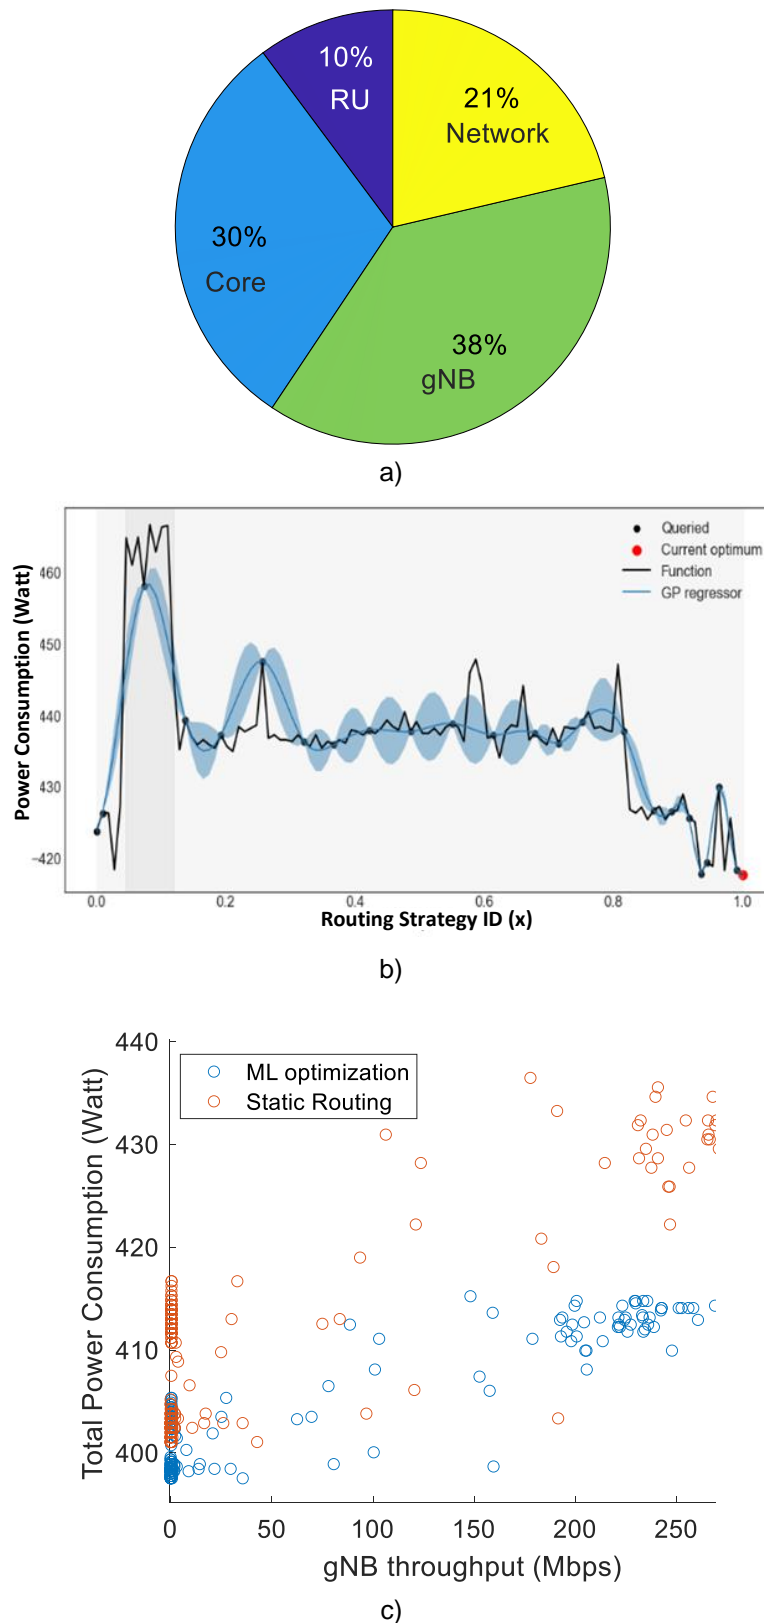 10%
RU
21%
Network
30%
Core
38%
gNB
a)
Power Consumption (Watt)
460
450
440
430
-420
Queried
Current optimum
Function
GP regressor
0.0 0.2 0.4 0.6 0.8 1.0
Routing Strategy ID (x)
b)
Total Power Consumption (Watt)
440
430
420
410
400
ML optimization
Static Routing
0 50 100 150 200 250
gNB throughput (Mbps)
c)